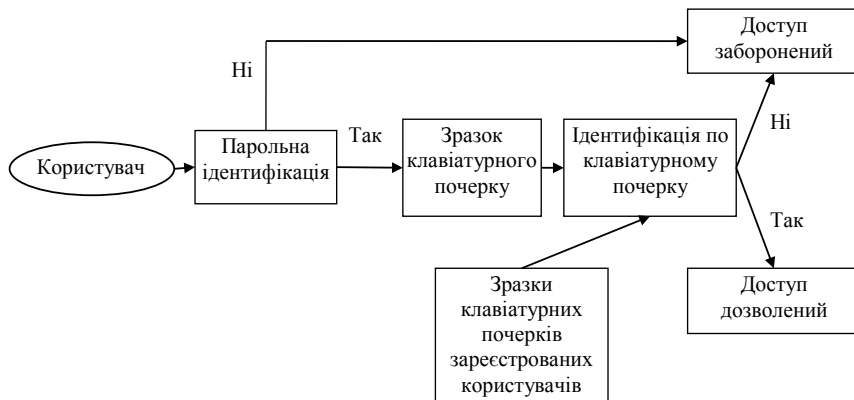 Доступ
заборонений
Ні
Користувач
Парольна
ідентифікація
Так
Зразок
клавіатурного
почерку
Ідентифікація по
клавіатурному
почерку
Ні
Так
Зразки
клавіатурних
почерків
зареєстрованих
користувачів
Доступ
дозволений